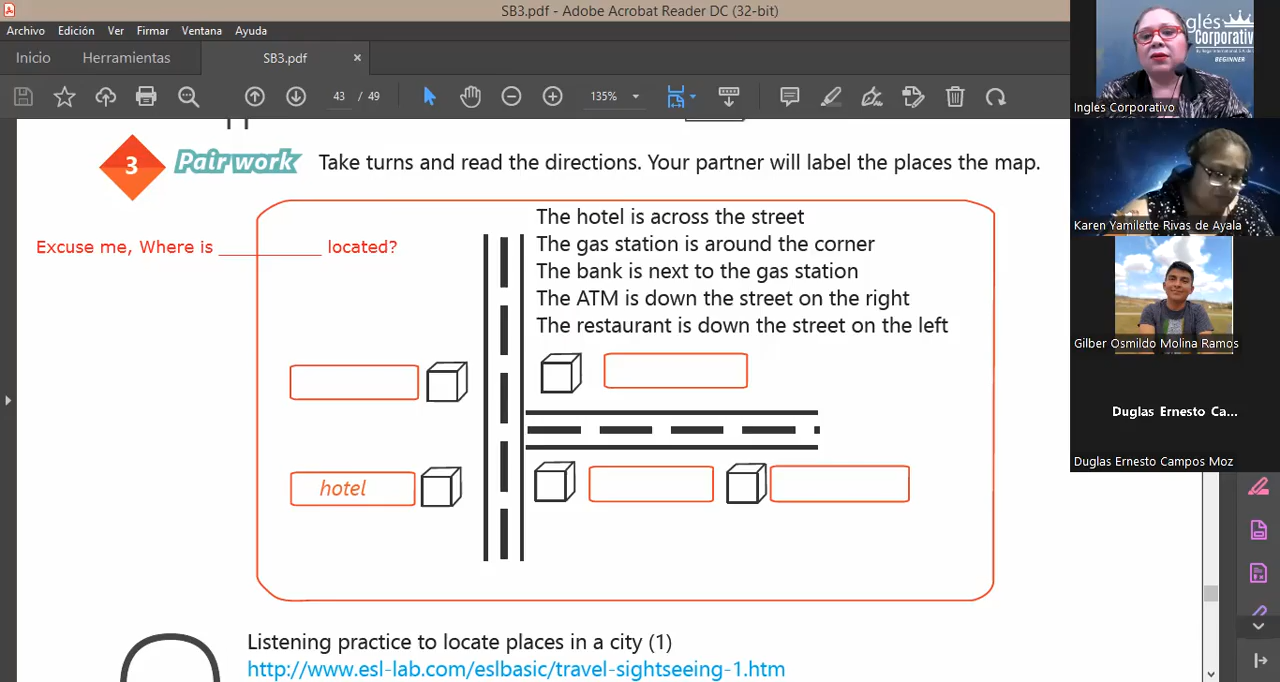 SB3.pdf - Adobe Acrobat Reader DC (32-bit)
Archivo Edición Ver Firmar Ventana Ayuda
Inicio Herramientas SB3.pdf ×
43 / 49 135%
3 Pair work Take turns and read the directions. Your partner will label the places the map.
Excuse me, Where is __________ located?
The hotel is across the street
The gas station is around the corner
The bank is next to the gas station
The ATM is down the street on the right
The restaurant is down the street on the left
hotel
Listening practice to locate places in a city (1)
http://www.esl-lab.com/eslbasic/travel-sightseeing-1.htm
glés
Corporativ
BEGINNER
Ingles Corporativo
Karen Yamilette Rivas de Ayala
Gilber Osmildo Molina Ramos
Duglas Ernesto Ca...
Duglas Ernesto Campos Moz